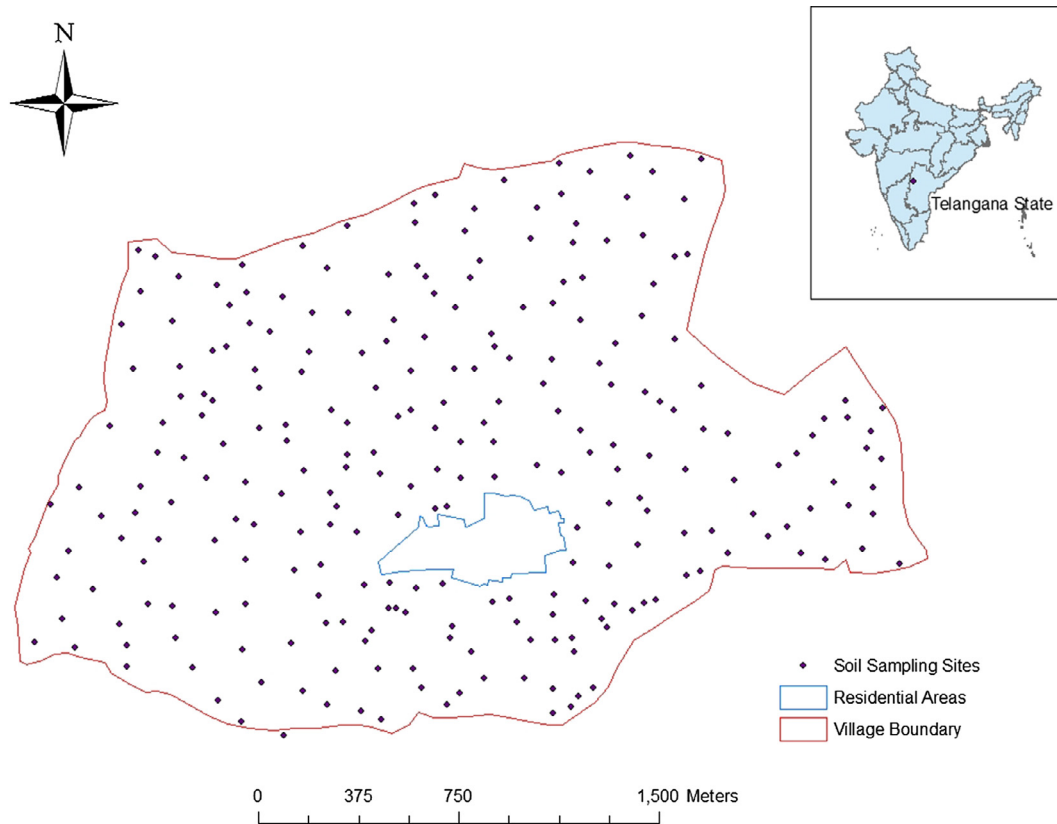 N
Telangana State
Soil Sampling Sites
Residential Areas
Village Boundary
0 375 750 1,500 Meters